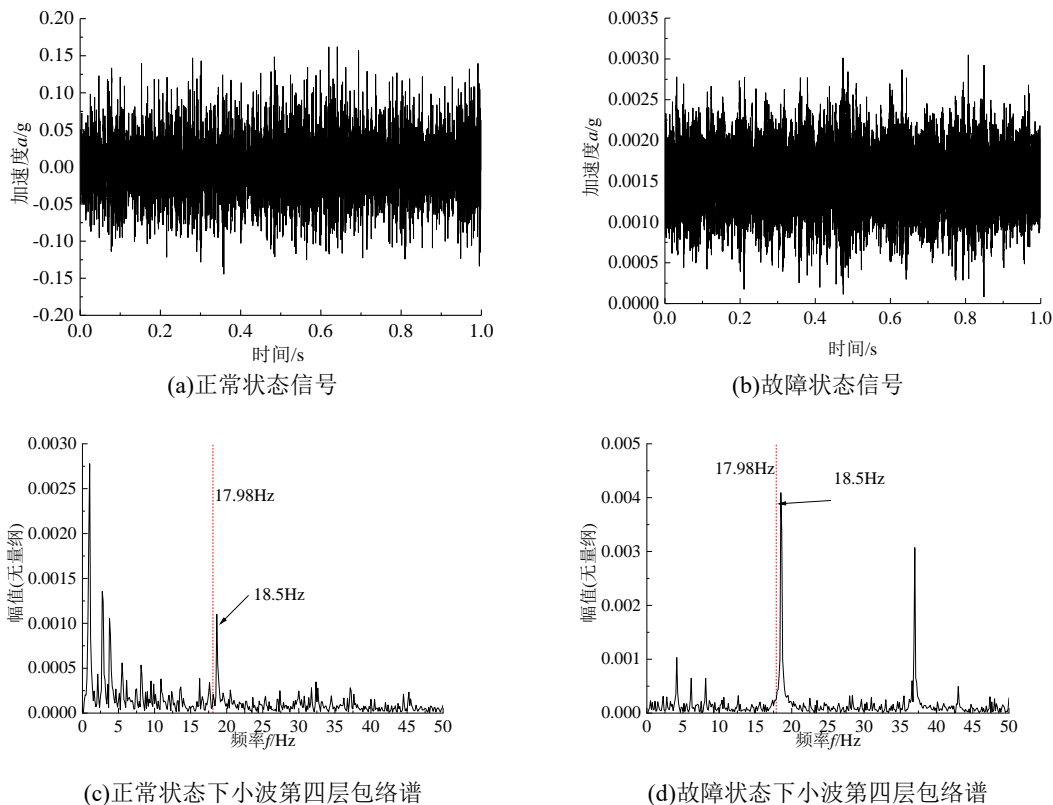 0.20
0.15
0.10
0.05
0.00
-0.05
-0.10
-0.15
-0.20
加速度a/g
0.0 0.2 0.4 0.6 0.8 1.0
时间/s
(a)正常状态信号
0.0035
0.0030
0.0025
0.0020
0.0015
0.0010
0.0005
0.0000
加速度a/g
0.0 0.2 0.4 0.6 0.8 1.0
时间/s
(b)故障状态信号
0.0030
0.0025
0.0020
0.0015
0.0010
0.0005
0.0000
幅值(无量纲)
17.98Hz
18.5Hz
0 5 10 15 20 25 30 35 40 45 50
频率f/Hz
(c)正常状态下小波第四层包络谱
0.005
0.004
0.003
0.002
0.001
0.000
幅值(无量纲)
17.98Hz
18.5Hz
0 5 10 15 20 25 30 35 40 45 50
频率f/Hz
(d)故障状态下小波第四层包络谱